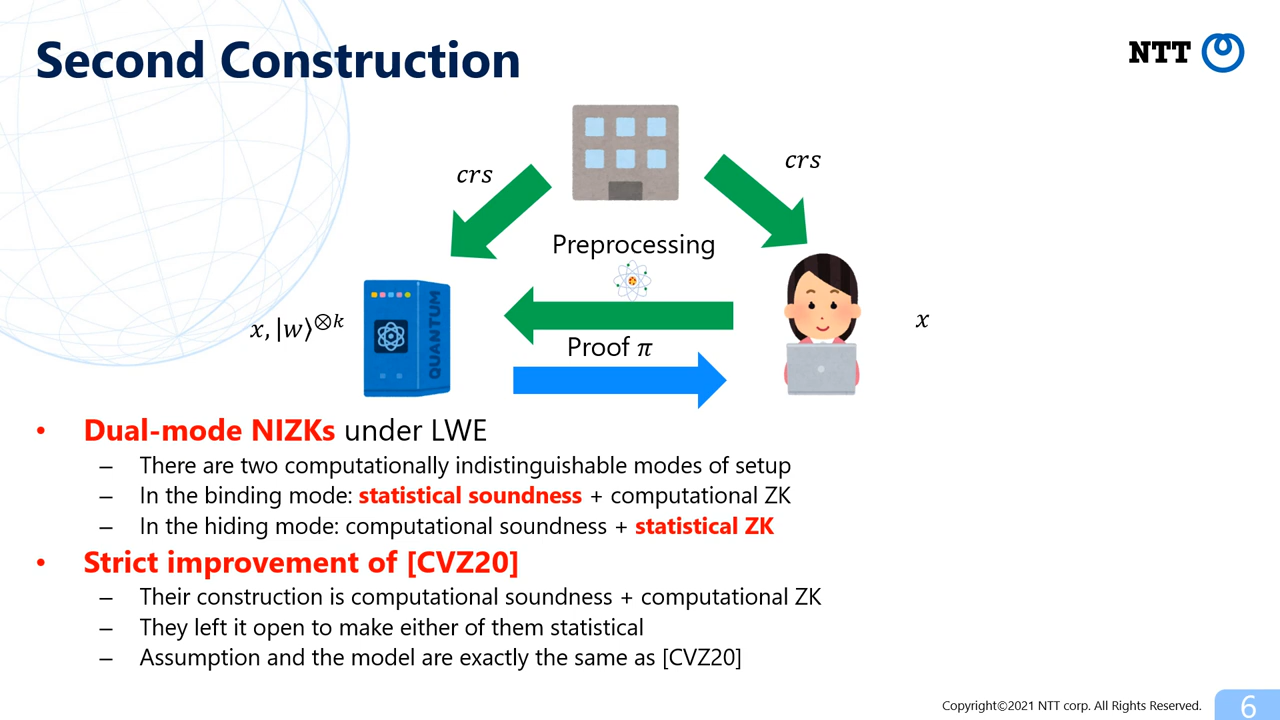 Second Construction
NTT
crs
crs
Preprocessing
QUANTUM
x, |w⟩⊗k
x
Proof π
• Dual-mode NIZKs under LWE
– There are two computationally indistinguishable modes of setup
– In the binding mode: statistical soundness + computational ZK
– In the hiding mode: computational soundness + statistical ZK
• Strict improvement of [CVZ20]
– Their construction is computational soundness + computational ZK
– They left it open to make either of them statistical
– Assumption and the model are exactly the same as [CVZ20]
Copyright©2021 NTT corp. All Rights Reserved.
6